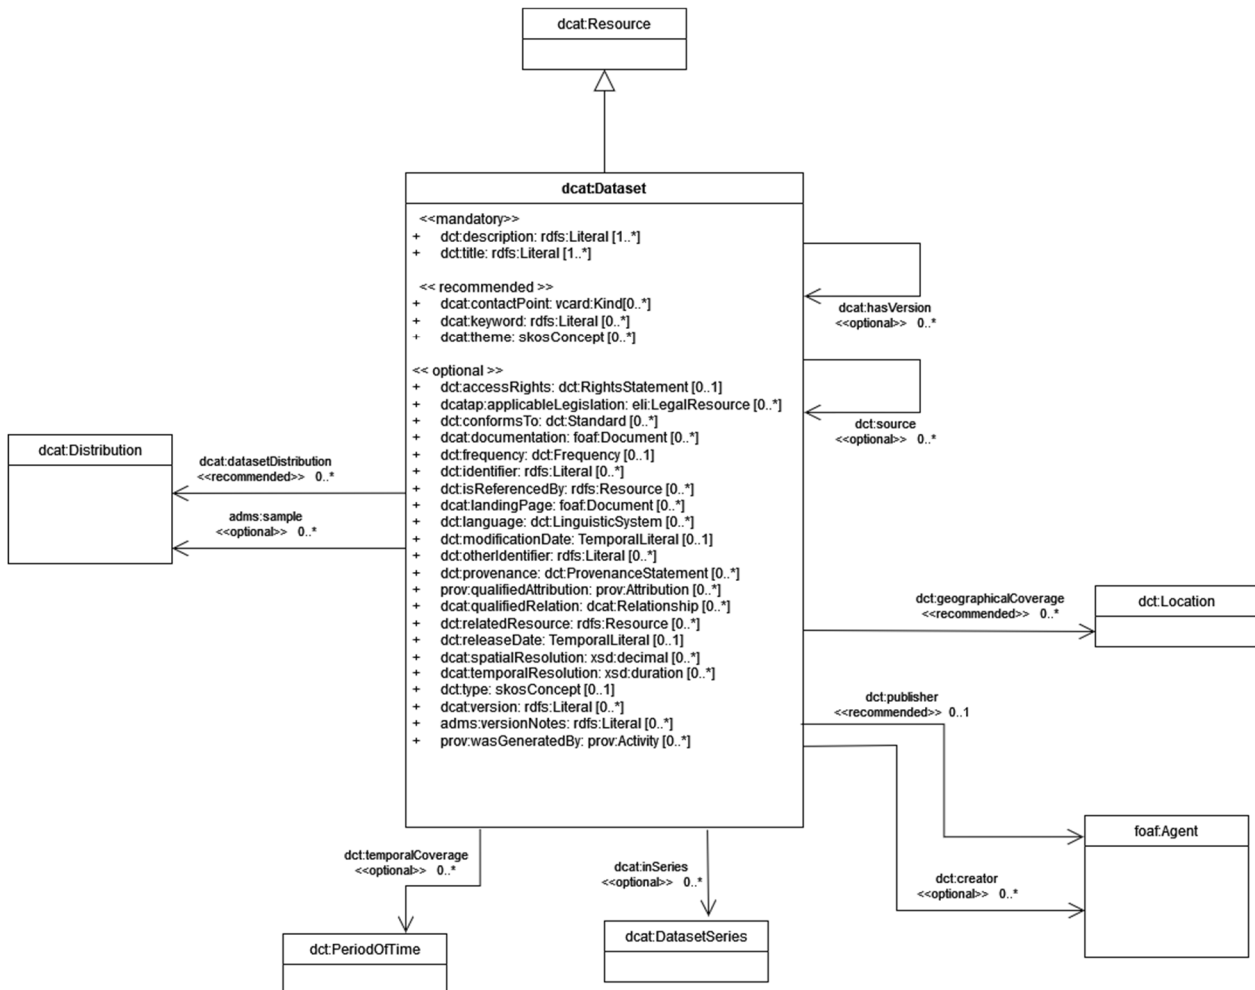 dcat:Resource
dcat:Dataset
<<mandatory>>
+ dct:description: rdfs:Literal [1..*]
+ dct:title: rdfs:Literal [1..*]
<< recommended >>
+ dcat:contactPoint: vcard:Kind[0..*]
+ dcat:keyword: rdfs:Literal [0..*]
+ dcat:theme: skosConcept [0..*]
<< optional >>
+ dct:accessRights: dct:RightsStatement [0..1]
+ dcatap:applicableLegislation: eli:LegalResource [0..*]
+ dct:conformsTo: dct:Standard [0..*]
+ dcat:documentation: foaf:Document [0..*]
+ dct:frequency: dct:Frequency [0..1]
+ dct:identifier: rdfs:Literal [0..*]
+ dct:isReferencedBy: rdfs:Resource [0..*]
+ dcat:landingPage: foaf:Document [0..*]
+ dct:language: dct:LinguisticSystem [0..*]
+ dct:modificationDate: TemporalLiteral [0..1]
+ dct:otherIdentifier: rdfs:Literal [0..*]
+ dct:provenance: dct:ProvenanceStatement [0..*]
+ prov:qualifiedAttribution: prov:Attribution [0..*]
+ dcat:qualifiedRelation: dcat:Relationship [0..*]
+ dct:relatedResource: rdfs:Resource [0..*]
+ dct:releaseDate: TemporalLiteral [0..1]
+ dcat:spatialResolution: xsd:decimal [0..*]
+ dcat:temporalResolution: xsd:duration [0..*]
+ dct:type: skosConcept [0..1]
+ dcat:version: rdfs:Literal [0..*]
+ adms:versionNotes: rdfs:Literal [0..*]
+ prov:wasGeneratedBy: prov:Activity [0..*]
dcat:hasVersion
<<optional>> 0..*
dct:source
<<optional>> 0..*
dcat:Distribution
dcat:datasetDistribution
<<recommended>> 0..*
adms:sample
<<optional>> 0..*
dct:geographicalCoverage
<<recommended>> 0..*
dct:Location
dct:publisher
<<recommended>> 0..1
foaf:Agent
dct:creator
<<optional>> 0..*
dct:temporalCoverage
<<optional>> 0..*
dct:PeriodOfTime
dcat:inSeries
<<optional>> 0..*
dcat:DatasetSeries